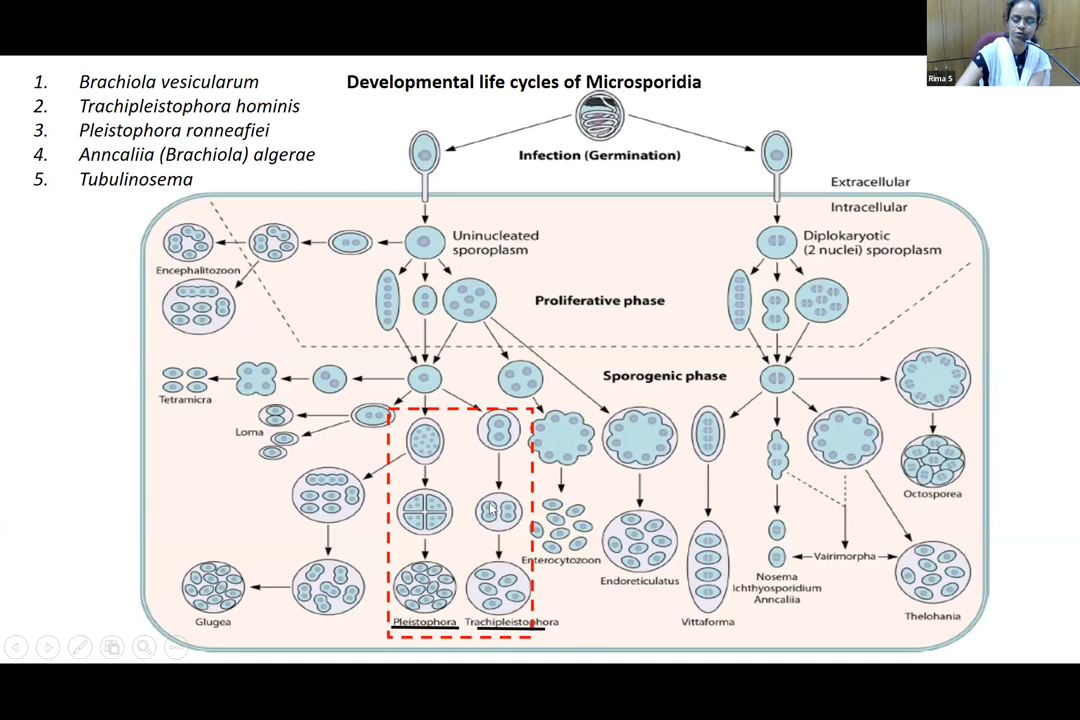 Rima S
1. Brachiola vesicularum
2. Trachipleistophora hominis
3. Pleistophora ronneafiei
4. Anncaliia (Brachiola) algerae
5. Tubulinosema
Developmental life cycles of Microsporidia
Infection (Germination)
Extracellular
Intracellular
Uninucleated
sporoplasm
Diplokaryotic
(2 nuclei) sporoplasm
Encephalitozoon
Proliferative phase
Sporogenic phase
Tetramicra
Loma
Octosporea
Enterocytozoon
Vairimorpha
Endoreticulatus
Nosema
Ichthyosporidium
Anncaliia
Glugea
Pleistophora
Trachipleistophora
Vittaforma
Thelohania